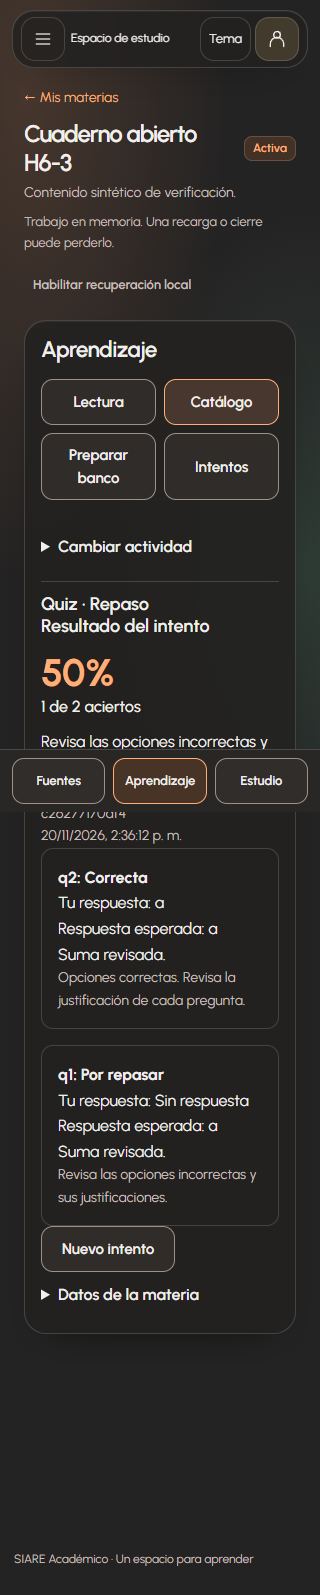 Espacio de estudio
Tema
← Mis materias
Cuaderno abierto
H6-3
Activa
Contenido sintético de verificación.
Trabajo en memoria. Una recarga o cierre
puede perderlo.
Habilitar recuperación local
Aprendizaje
Lectura
Catálogo
Preparar
banco
Intentos
Cambiar actividad
Quiz · Repaso
Resultado del intento
50%
1 de 2 aciertos
Revisa las opciones incorrectas y
Fuentes
Aprendizaje
Estudio
20/11/2026, 2:36:12 p. m.
q2: Correcta
Tu respuesta: a
Respuesta esperada: a
Suma revisada.
Opciones correctas. Revisa la
justificación de cada pregunta.
q1: Por repasar
Tu respuesta: Sin respuesta
Respuesta esperada: a
Suma revisada.
Revisa las opciones incorrectas y
sus justificaciones.
Nuevo intento
Datos de la materia
SIARE Académico · Un espacio para aprender